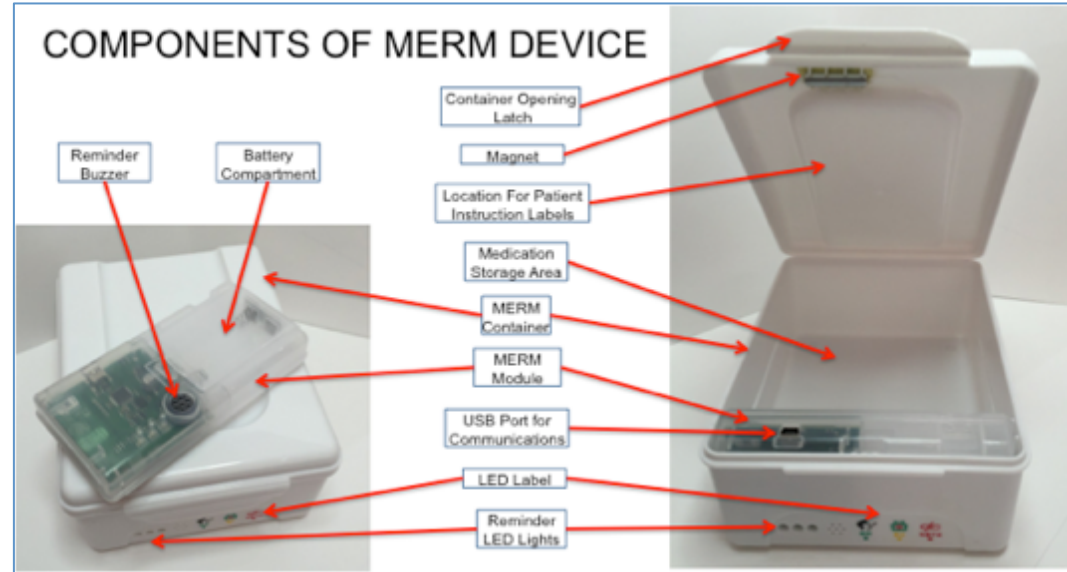 COMPONENTS OF MERM DEVICE
Container Opening
Latch
Reminder
Buzzer
Battery
Compartment
Magnet
Location For Patient
Instruction Labels
Medication
Storage Area
MERM
Container
MERM
Module
USB Port for
Communications
LED Label
Reminder
LED Lights